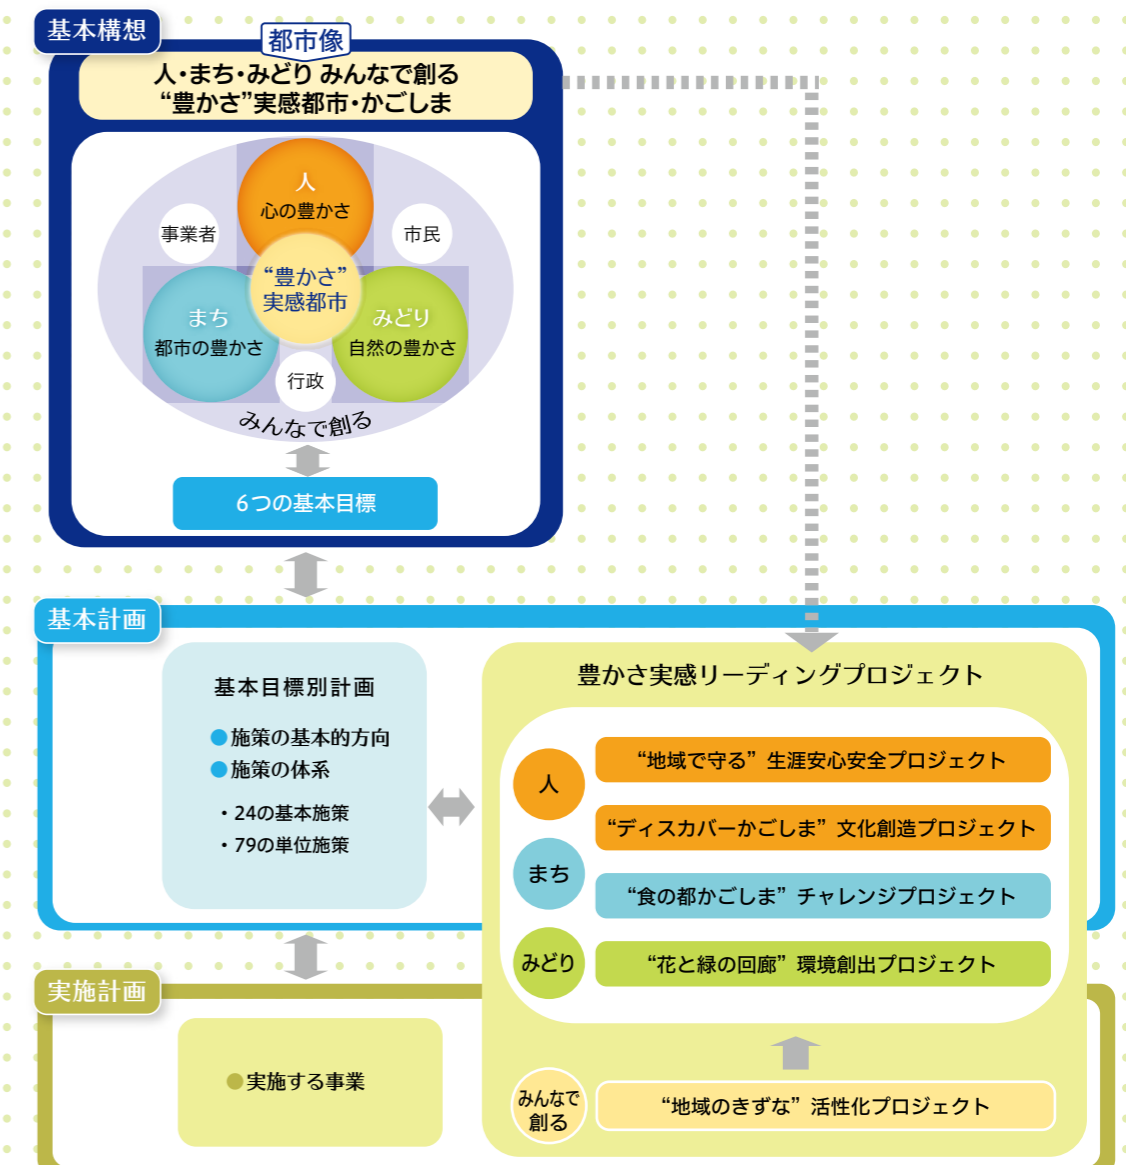 基本構想
都市像
人・まち・みどり みんなで創る
“豊かさ”実感都市・かごしま
人
心の豊かさ
事業者
市民
“豊かさ”
実感都市
まち
都市の豊かさ
みどり
自然の豊かさ
行政
みんなで創る
6つの基本目標
基本計画
基本目標別計画
●施策の基本的方向
●施策の体系
・24の基本施策
・79の単位施策
豊かさ実感リーディングプロジェクト
人
“地域で守る”生涯安心安全プロジェクト
“ディスカバーかごしま”文化創造プロジェクト
まち
“食の都かごしま”チャレンジプロジェクト
みどり
“花と緑の回廊”環境創出プロジェクト
実施計画
●実施する事業
みんなで
創る
“地域のきずな”活性化プロジェクト